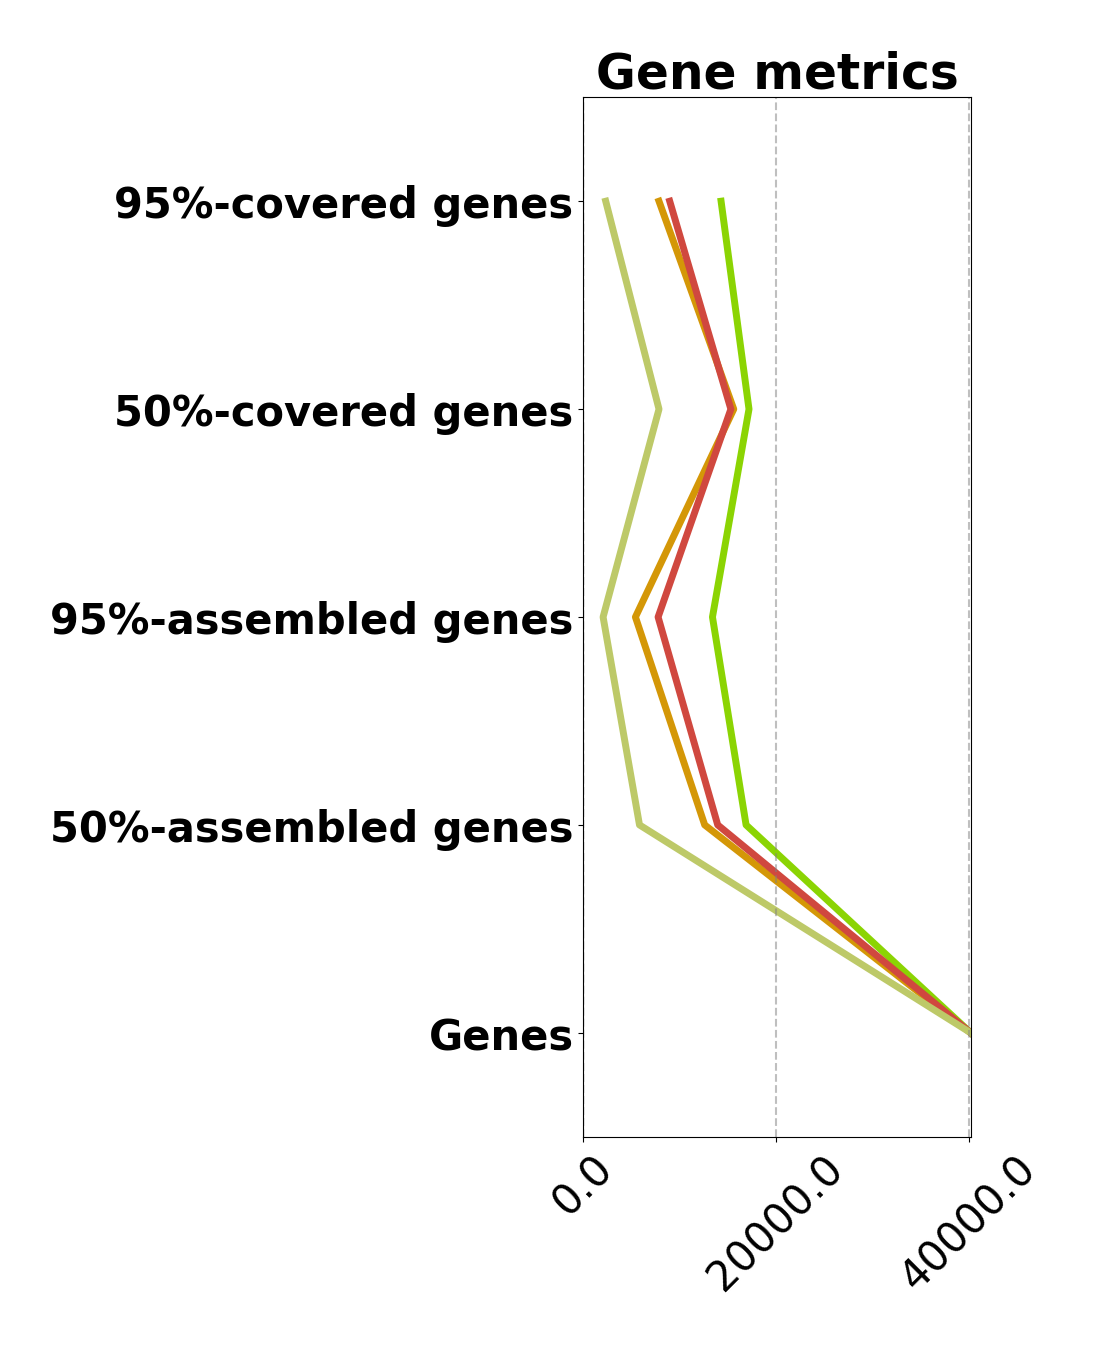 Gene metrics
95%-covered genes
50%-covered genes
95%-assembled genes
50%-assembled genes
Genes
0.0
20000.0
40000.0